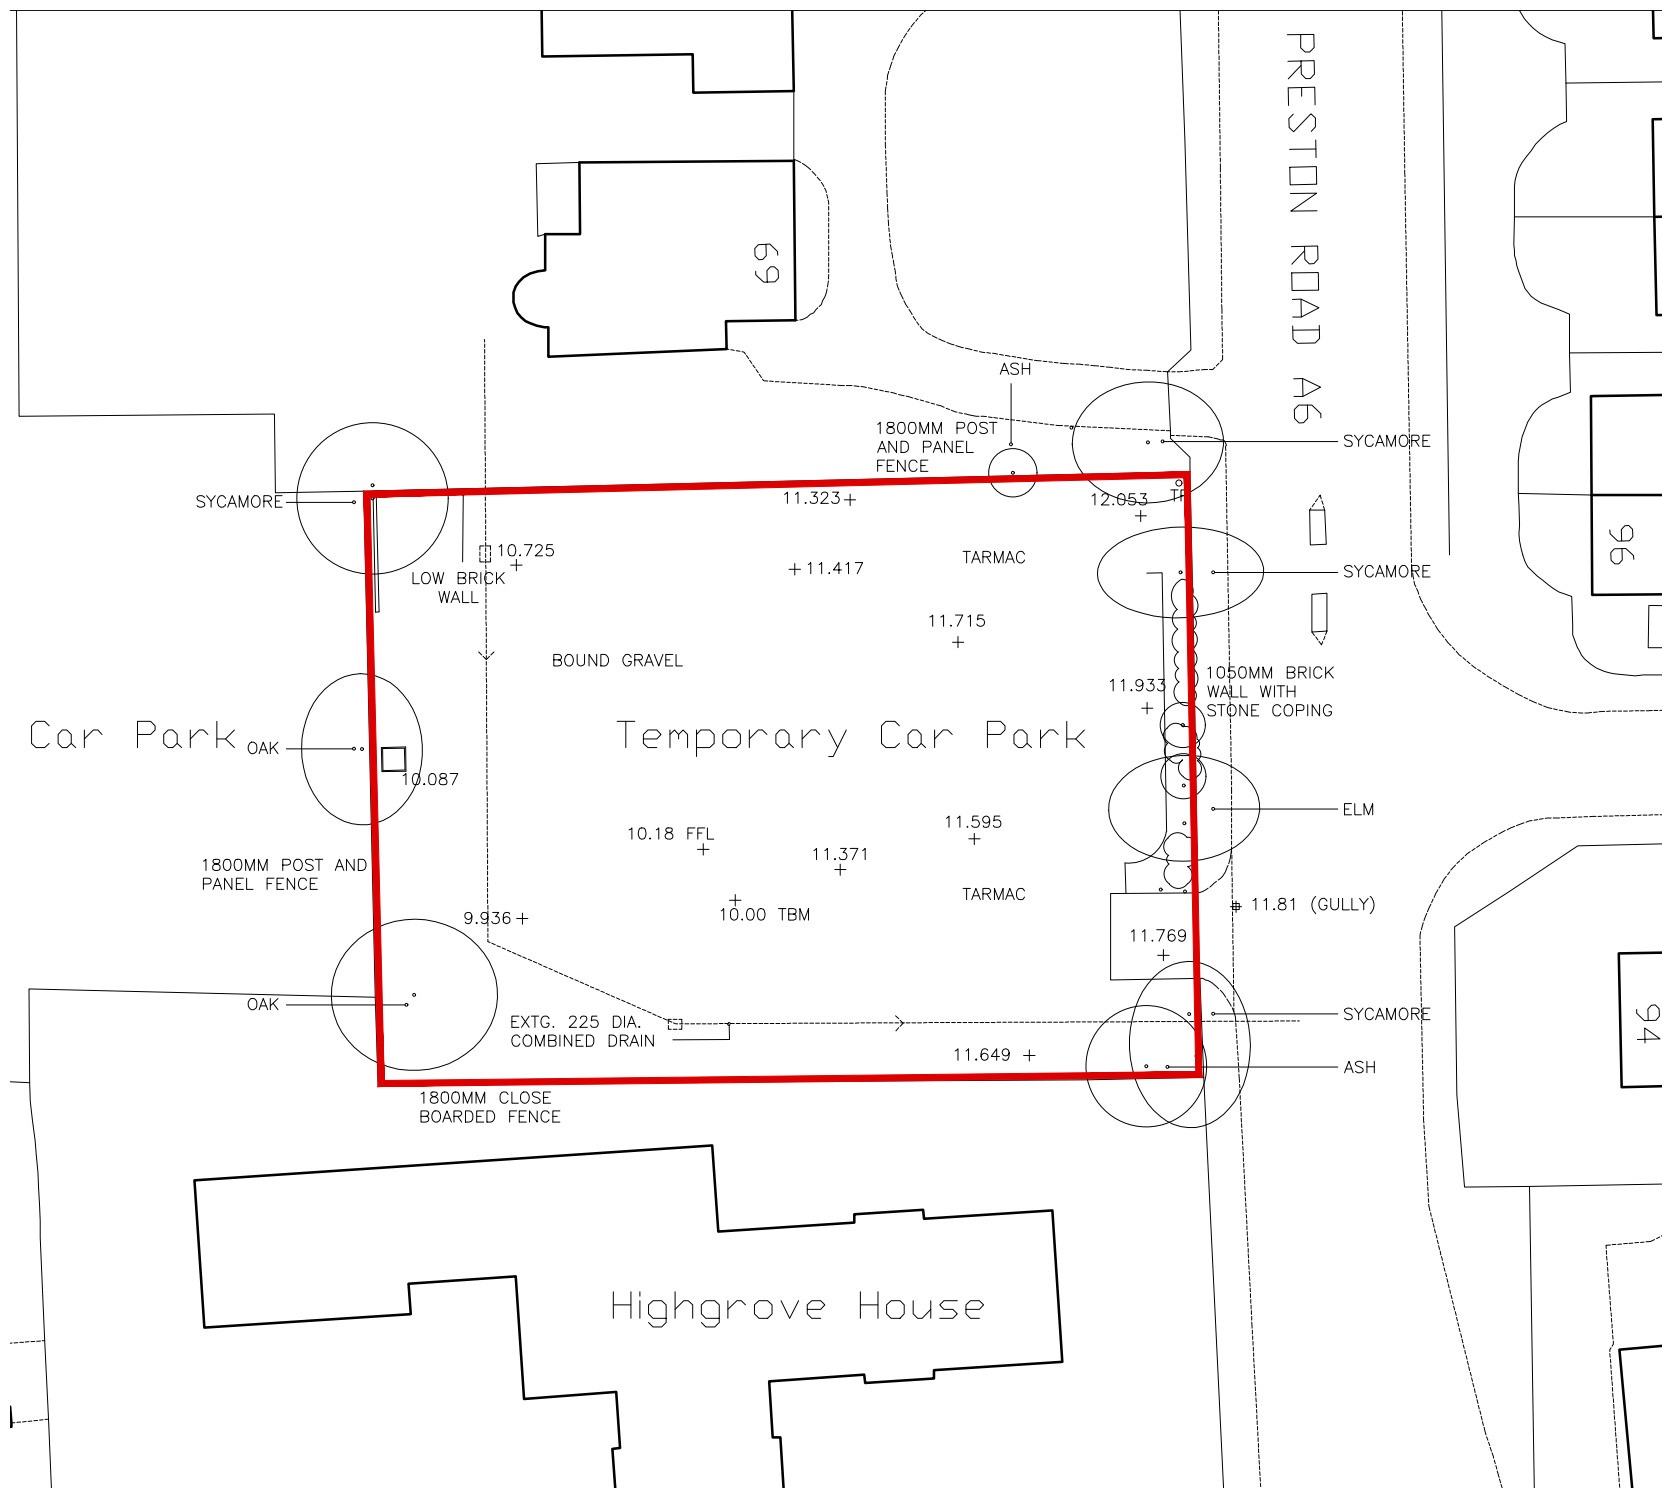 PRESTON ROAD A6
69
ASH
1800MM POST
AND PANEL
FENCE
SYCAMORE
SYCAMORE
11.323
12.053
10.725
LOW BRICK
WALL
11.417
TARMAC
SYCAMORE
96
11.715
BOUND GRAVEL
11.933
1050MM BRICK
WALL WITH
STONE COPING
Car Park
OAK
Temporary Car Park
10.087
ELM
10.18 FFL
11.595
11.371
1800MM POST AND
PANEL FENCE
TARMAC
9.936
10.00 TBM
11.81 (GULLY)
11.769
OAK
EXTG. 225 DIA.
COMBINED DRAIN
SYCAMORE
94
11.649
ASH
1800MM CLOSE
BOARDED FENCE
Highgrove House